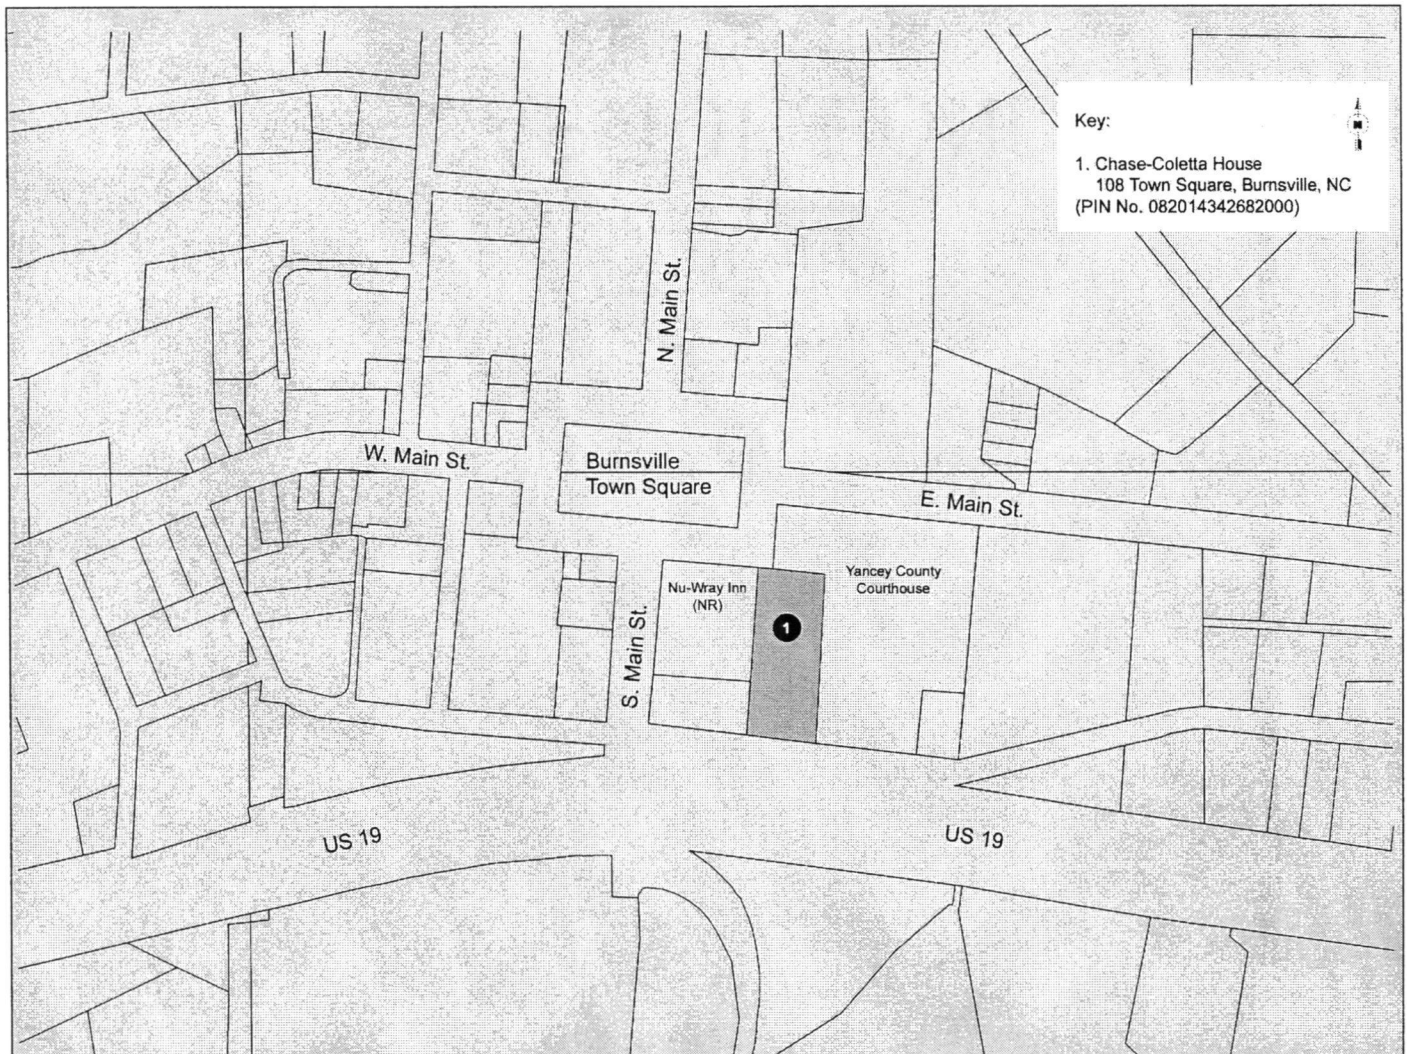 Key:
1. Chase-Coletta House
108 Town Square, Burnsville, NC
(PIN No. 082014342682000)
N. Main St.
W. Main St.
Burnsville
Town Square
E. Main St.
Nu-Wray Inn
(NR)
Yancey County
Courthouse
1
S. Main St.
US 19
US 19